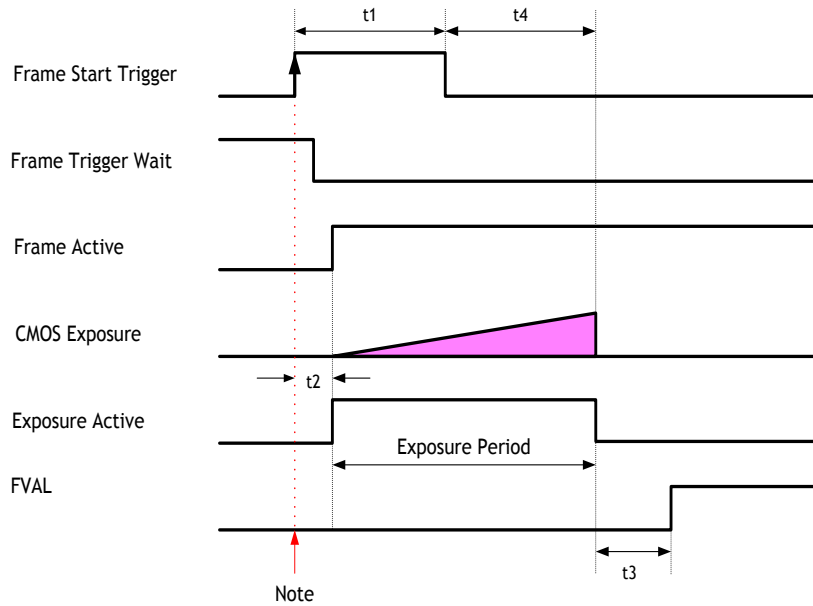 t1
t4
Frame Start Trigger
Frame Trigger Wait
Frame Active
CMOS Exposure
t2
Exposure Active
Exposure Period
FVAL
t3
Note